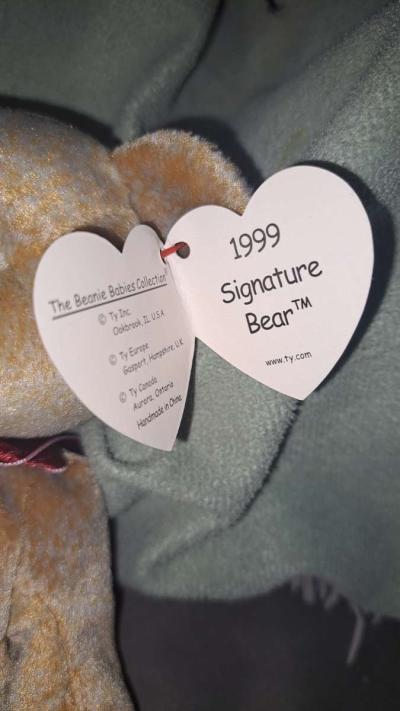 The Beanie Babies Collection®
© Ty Inc.
Oakbrook, IL U.S.A
© Ty Europe
Gasport, Hampshire, U.K
© Ty Canada
Aurora, Ontario
Handmade in China
1999
Signature
Bear™
www.ty.com